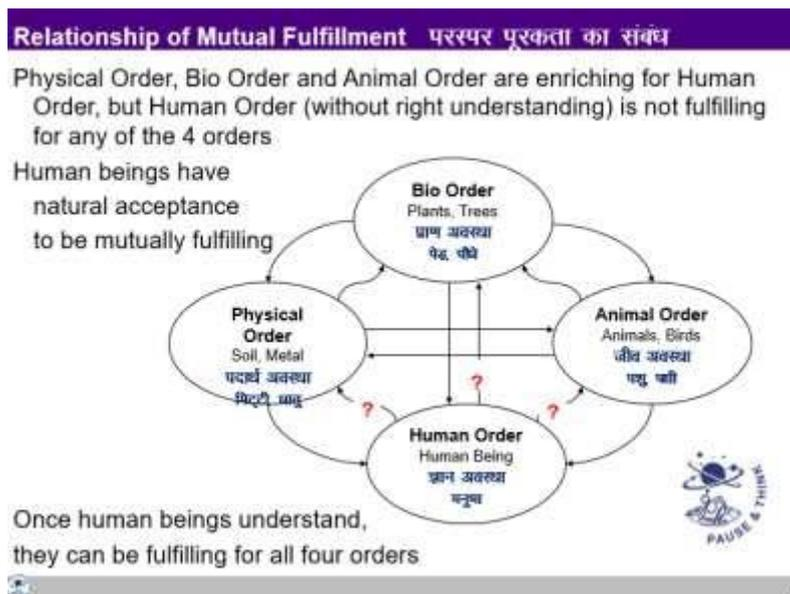 Relationship of Mutual Fulfillment परस्पर पूरकता का संबंध
Physical Order, Bio Order and Animal Order are enriching for Human
Order, but Human Order (without right understanding) is not fulfilling
for any of the 4 orders
Human beings have
natural acceptance
to be mutually fulfilling
Bio Order
Plants, Trees
प्राण अवस्था
पेड़, पौधे
Physical
Order
Soil, Metal
पदार्थ अवस्था
मिट्टी, धातु
Animal Order
Animals, Birds
जीव अवस्था
पशु, पक्षी
?
?
?
Human Order
Human Being
ज्ञान अवस्था
मनुष्य
PAUSE & THINK
Once human beings understand,
they can be fulfilling for all four orders